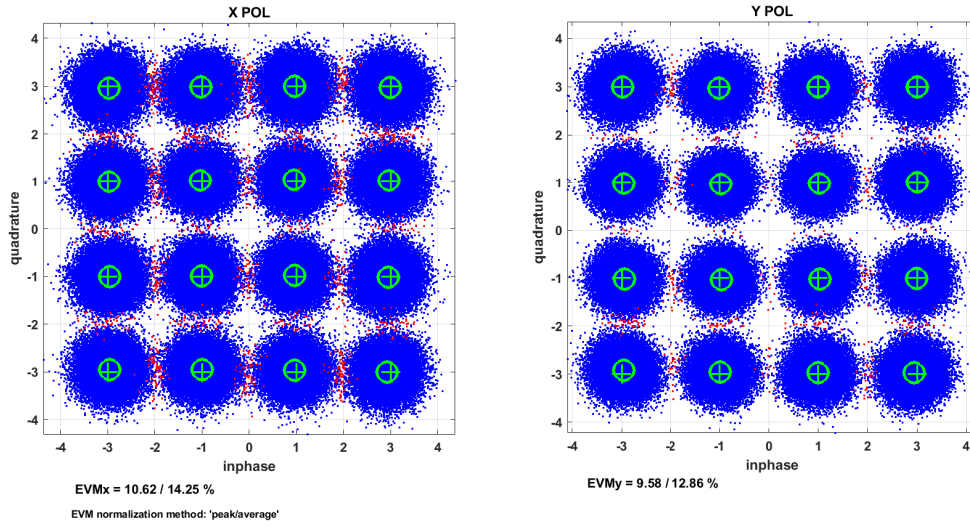 X POL
4
3
2
1
0
-1
-2
-3
-4
quadrature
-4 -3 -2 -1 0 1 2 3 4
inphase
EVMx = 10.62 / 14.25 %
EVM normalization method: 'peak/average'
Y POL
4
3
2
1
0
-1
-2
-3
-4
quadrature
-4 -3 -2 -1 0 1 2 3 4
inphase
EVMy = 9.58 / 12.86 %